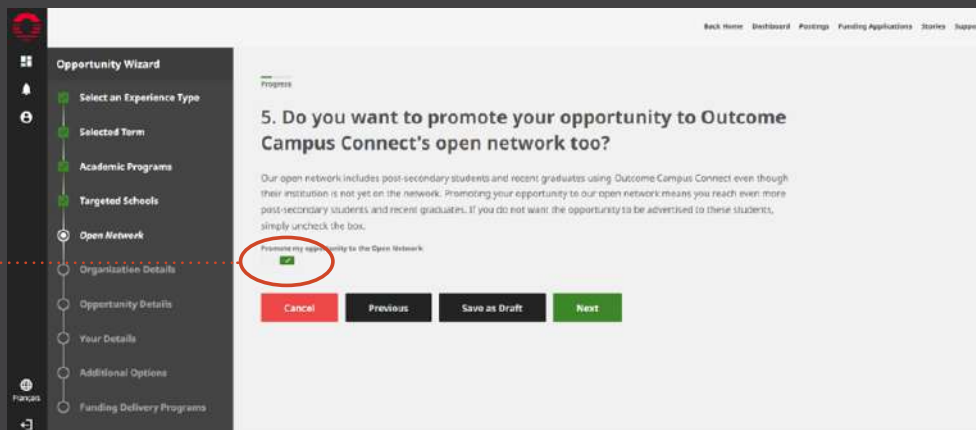 Back Home Dashboard Postings Funding Applications Stories
Opportunity Wizard
Select an Experience Type
Selected Term
Academic Programs
Targeted Schools
Open Network
Organization Details
Opportunity Details
Your Details
Additional Options
Funding Delivery Programs
Français
Progress
5. Do you want to promote your opportunity to Outcome
Campus Connect's open network too?
Our open network includes post-secondary students and recent graduates using Outcome Campus Connect even though
their institution is not yet on the network. Promoting your opportunity to our open network means you reach even more
post-secondary students and recent graduates. If you do not want the opportunity to be advertised to these students,
simply uncheck the box.
Promote my opportunity to the Open Network
Cancel Previous Save as Draft Next